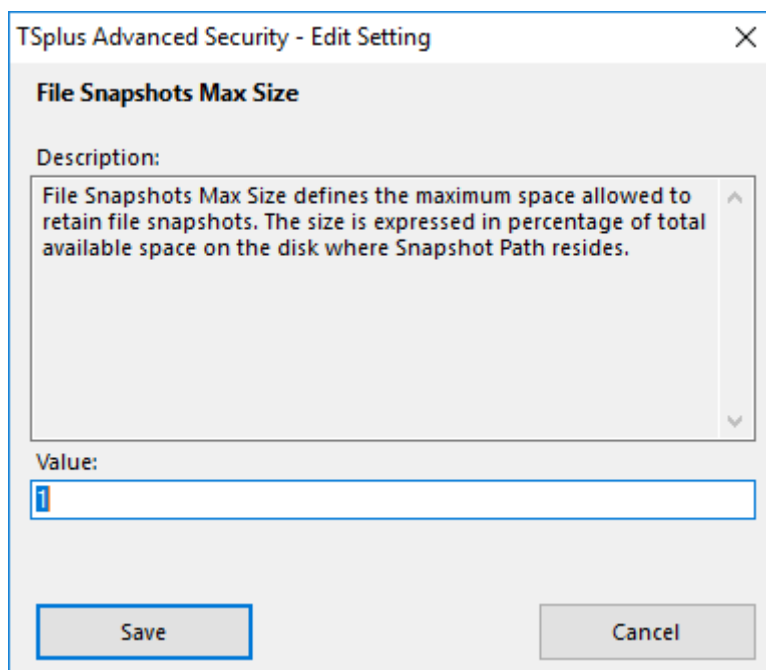 TSplus Advanced Security - Edit Setting
File Snapshots Max Size
Description:
File Snapshots Max Size defines the maximum space allowed to
retain file snapshots. The size is expressed in percentage of total
available space on the disk where Snapshot Path resides.
Value:
1
Save
Cancel